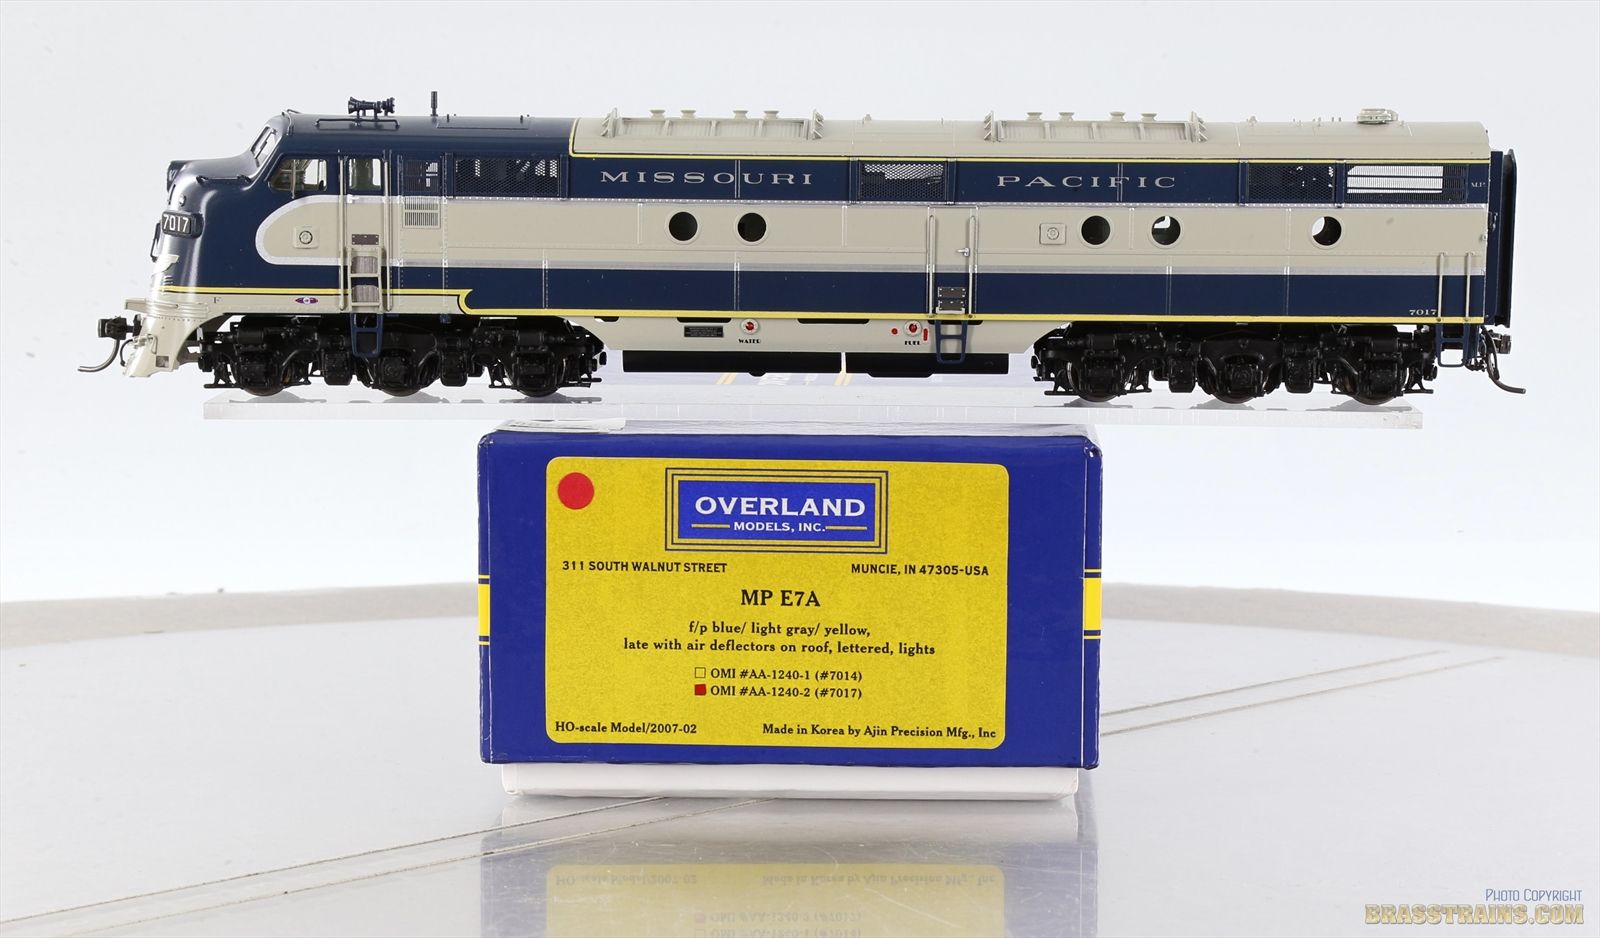 MISSOURI PACIFIC
M.P.
7017
F
WATER
FUEL
7017
OVERLAND
MODELS, INC.
311 SOUTH WALNUT STREET MUNCIE, IN 47305-USA
MP E7A
f/p blue/ light gray/ yellow,
late with air deflectors on roof, lettered, lights
OMI #AA-1240-1 (#7014)
OMI #AA-1240-2 (#7017)
HO-scale Model/2007-02 Made in Korea by Ajin Precision Mfg., Inc
PHOTO COPYRIGHT
BRASSTRAINS.COM